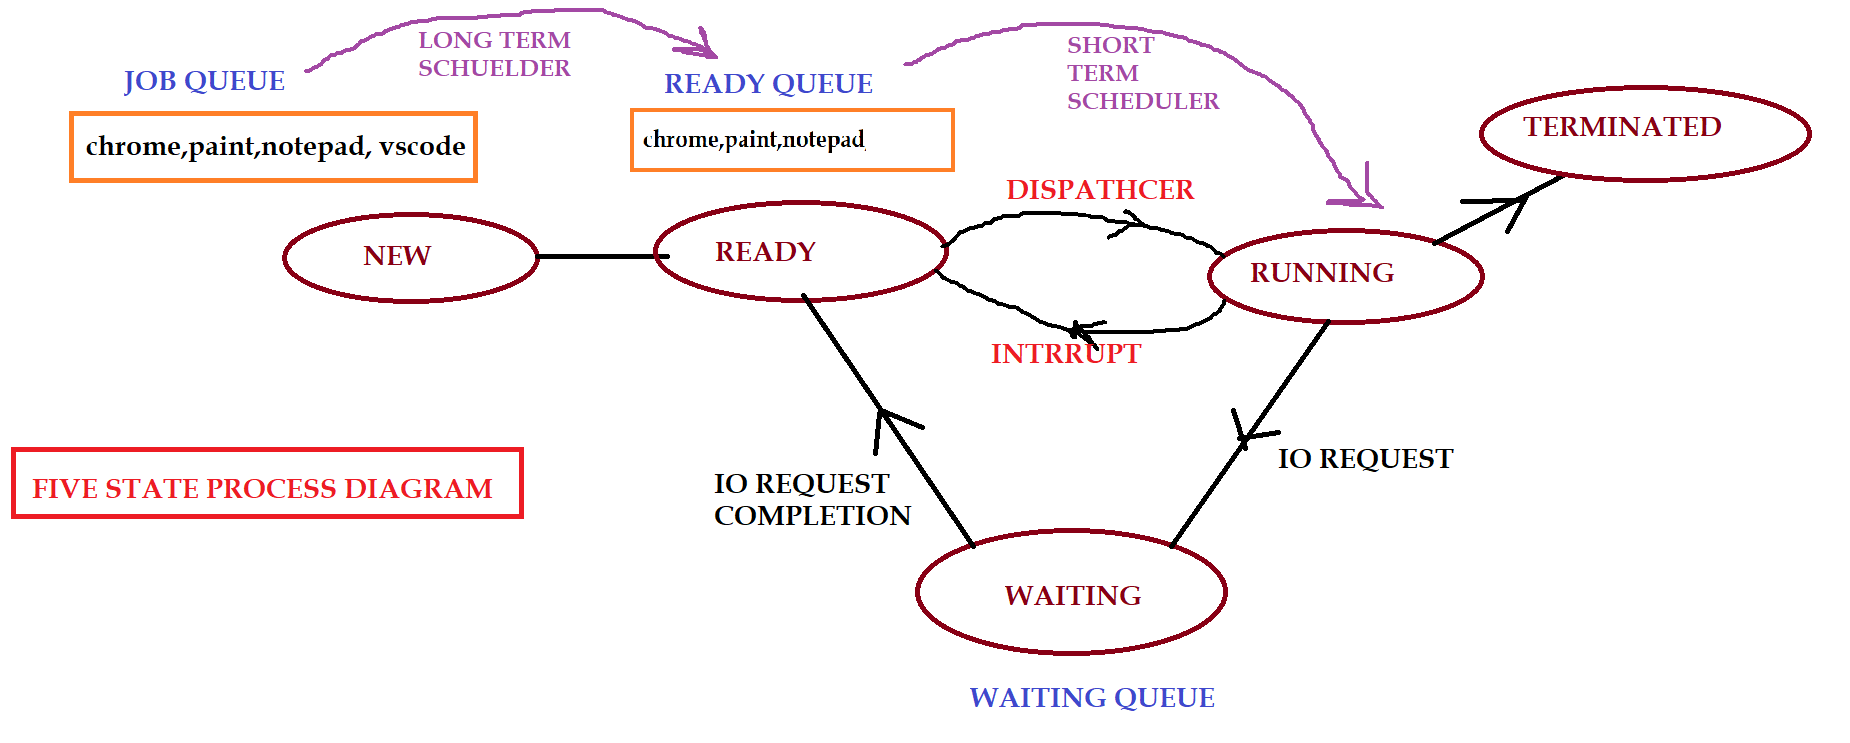 LONG TERM
SCHUELDER
SHORT
TERM
SCHEDULER
JOB QUEUE
READY QUEUE
chrome,paint,notepad, vscode
chrome,paint,notepad,
TERMINATED
DISPATHCER
NEW
READY
RUNNING
INTRRUPT
IO REQUEST
FIVE STATE PROCESS DIAGRAM
IO REQUEST
COMPLETION
WAITING
WAITING QUEUE